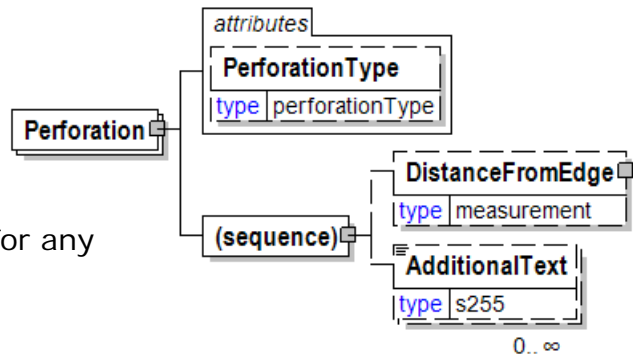 attributes
PerforationType
type perforationType
Perforation
DistanceFromEdge
type measurement
or any
(sequence)
AdditionalText
type s255
0.. ∞